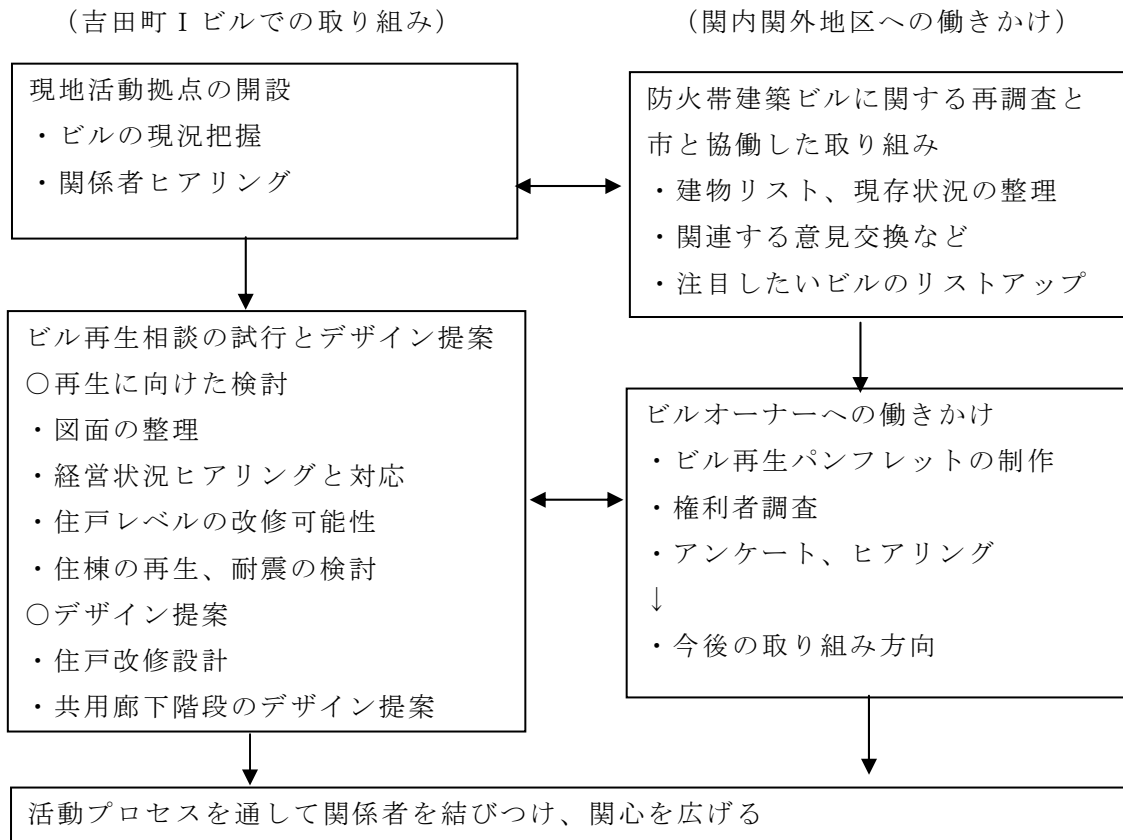 （吉田町Ｉビルでの取り組み）
（関内関外地区への働きかけ）
現地活動拠点の開設
・ビルの現況把握
・関係者ヒアリング
防火帯建築ビルに関する再調査と
市と協働した取り組み
・建物リスト、現存状況の整理
・関連する意見交換など
・注目したいビルのリストアップ
ビル再生相談の試行とデザイン提案
○再生に向けた検討
・図面の整理
・経営状況ヒアリングと対応
・住戸レベルの改修可能性
・住棟の再生、耐震の検討
○デザイン提案
・住戸改修設計
・共用廊下階段のデザイン提案
ビルオーナーへの働きかけ
・ビル再生パンフレットの制作
・権利者調査
・アンケート、ヒアリング
↓
・今後の取り組み方向
活動プロセスを通して関係者を結びつけ、関心を広げる